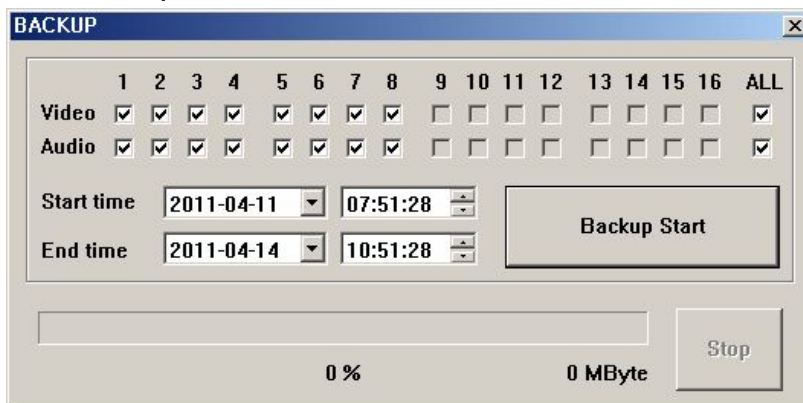 BACKUP
1 2 3 4 5 6 7 8 9 10 11 12 13 14 15 16 ALL
Video
Audio
Start time 2011-04-11 07:51:28
Backup Start
End time 2011-04-14 10:51:28
Stop
0 % 0 MByte